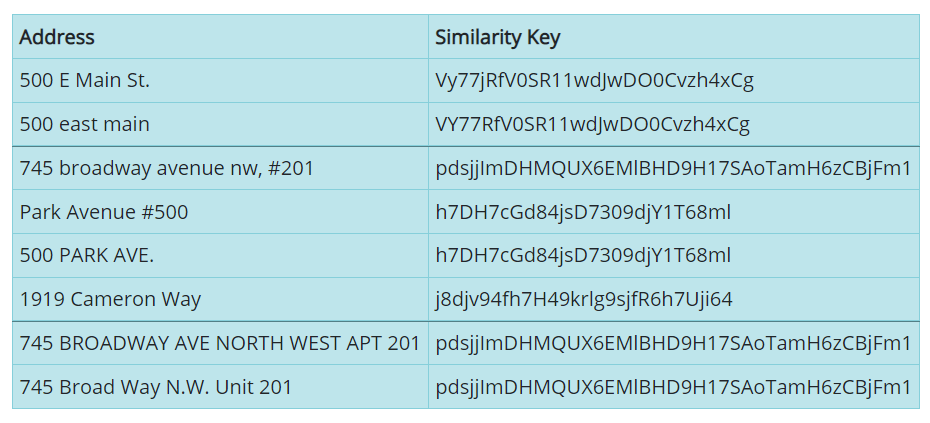 Address Similarity Key
500 E Main St. Vy77jRfV0SR11wdJwDO0Cvzh4xCg
500 east main VY77RfV0SR11wdJwDO0Cvzh4xCg
745 broadway avenue nw, #201 pdsjjImDHMQUX6EMlBHD9H17SAoTamH6zCBjFm1
Park Avenue #500 h7DH7cGd84jsD7309djY1T68ml
500 PARK AVE. h7DH7cGd84jsD7309djY1T68ml
1919 Cameron Way j8djv94fh7H49krlg9sjfR6h7Uji64
745 BROADWAY AVE NORTH WEST APT 201 pdsjjImDHMQUX6EMlBHD9H17SAoTamH6zCBjFm1
745 Broad Way N.W. Unit 201 pdsjjImDHMQUX6EMlBHD9H17SAoTamH6zCBjFm1